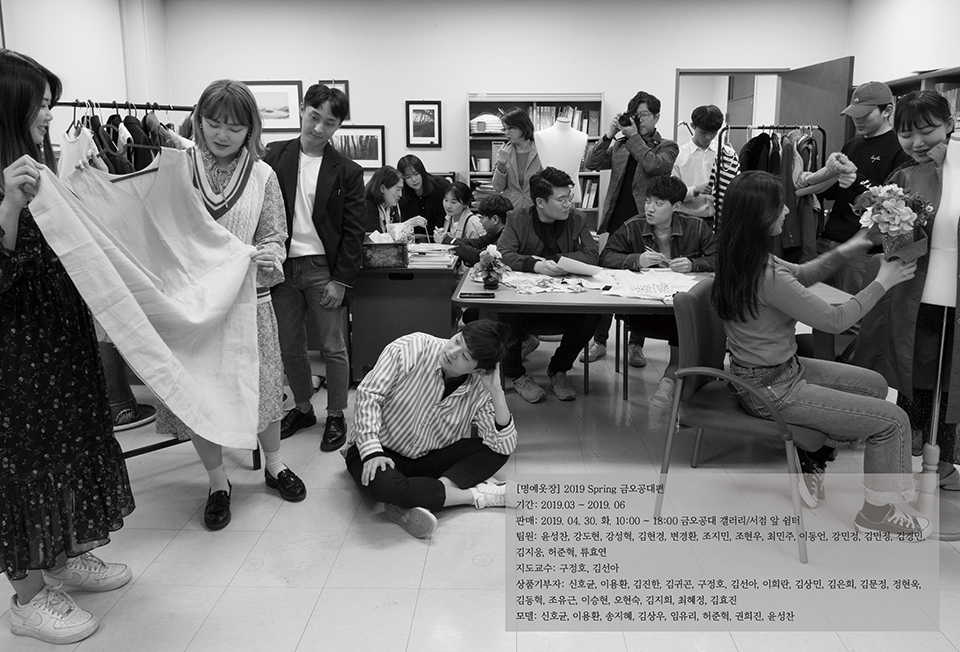 [명예옷장] 2019 Spring 금오공대편
기간: 2019.03 ~ 2019. 06
판매: 2019. 04. 30. 화. 10:00 ~ 18:00 금오공대 갤러리/서점 앞 쉼터
팀원: 윤성찬, 강도현, 강성혁, 김현경, 변경환, 조지민, 조현우, 최민주, 이동언, 강민정, 김민정, 김경민,
김지웅, 허준혁, 류효연
지도교수: 구정호, 김선아
상품기부자: 신호균, 이용환, 김진한, 김귀곤, 구정호, 김선아, 이희란, 김상민, 김은희, 김문정, 정현욱,
김동혁, 조유근, 이승현, 오현숙, 김지희, 최혜경, 김효진
모델: 신호균, 이용환, 송지혜, 김상우, 임유리, 허준혁, 권희진, 윤성찬